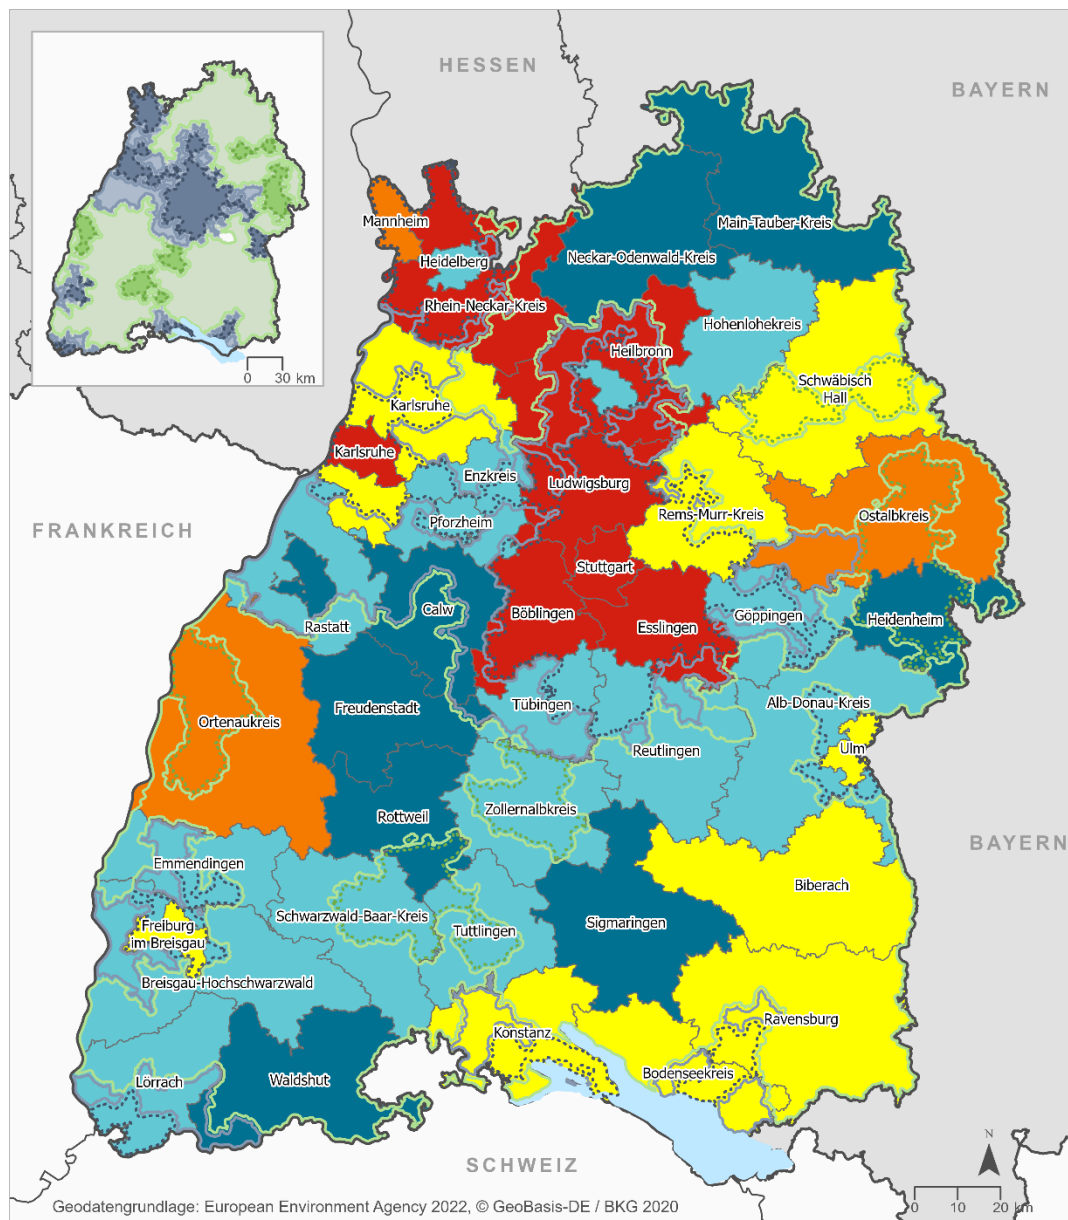 HESSEN
BAYERN
0 30 km
Mannheim
Main-Tauber-Kreis
Neckar-Odenwald-Kreis
Heidelberg
Rhein-Neckar-Kreis
Hohenlohekreis
Heilbronn
Schwäbisch
Hall
Karlsruhe
Karlsruhe
Enzkreis
Ludwigsburg
Pforzheim
Rems-Murr-Kreis
Ostalbkreis
FRANKREICH
Stuttgart
Calw
Böblingen
Göppingen
Heidenheim
Rastatt
Esslingen
Tübingen
Alb-Donau-Kreis
Freudenstadt
Ortenaukreis
Reutlingen
Ulm
Zollernalbkreis
Rottweil
BAYERN
Emmendingen
Biberach
Schwarzwald-Baar-Kreis
Freiburg
im Breisgau
Tuttlingen
Sigmaringen
Breisgau-Hochschwarzwald
Ravensburg
Konstanz
Bodenseekreis
Lörrach
Waldshut
N
SCHWEIZ
0 10 20 km
Geodatengrundlage: European Environment Agency 2022, © GeoBasis-DE / BKG 2020